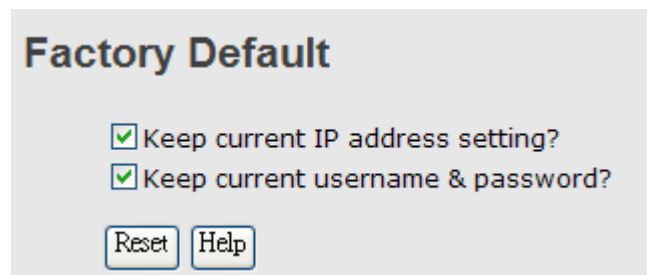 Factory Default
Keep current IP address setting?
Keep current username & password?
Reset Help